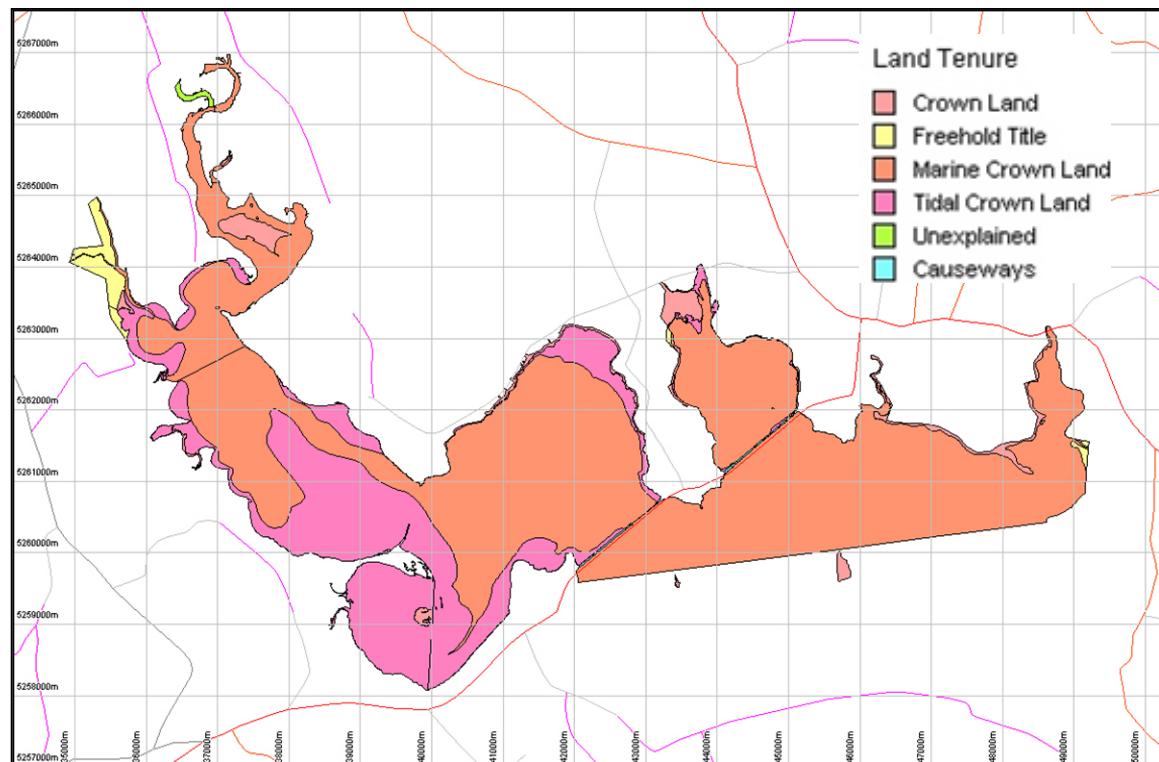 5267000m
5266000m
5265000m
5264000m
5263000m
5262000m
5261000m
5260000m
5259000m
5258000m
5257000m
Land Tenure
Crown Land
Freehold Title
Marine Crown Land
Tidal Crown Land
Unexplained
Causeways
35000m
36000m
37000m
38000m
39000m
40000m
41000m
42000m
43000m
44000m
45000m
46000m
47000m
48000m
49000m
50000m